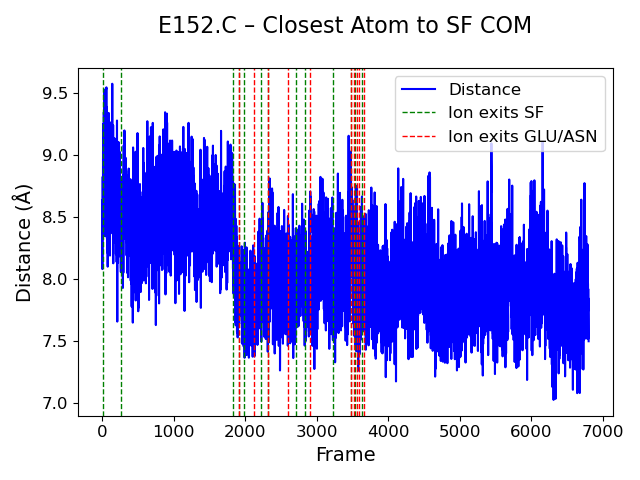 E152.C – Closest Atom to SF COM
Distance
Ion exits SF
Ion exits GLU/ASN
Distance (Å)
9.5
9.0
8.5
8.0
7.5
7.0
0 1000 2000 3000 4000 5000 6000 7000
Frame